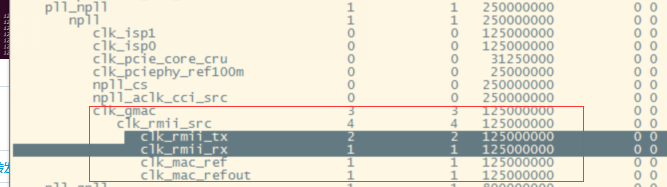 pll_npll 1 1 250000000 0 0
npll 1 1 250000000 0 0
clk_isp1 0 0 125000000 0 0
clk_isp0 0 0 125000000 0 0
clk_pcie_core_cru 0 0 31250000 0 0
clk_pciephy_ref100m 0 0 25000000 0 0
npll_cs 0 0 250000000 0 0
npll_aclk_cci_src 0 0 250000000 0 0
clk_gmac 3 3 125000000 0 0
clk_rmii_src 4 4 125000000 0 0
clk_rmii_tx 2 2 125000000 0 0
clk_rmii_rx 1 1 125000000 0 0
clk_mac_ref 1 1 125000000 0 0
clk_mac_refout 1 1 125000000 0 0